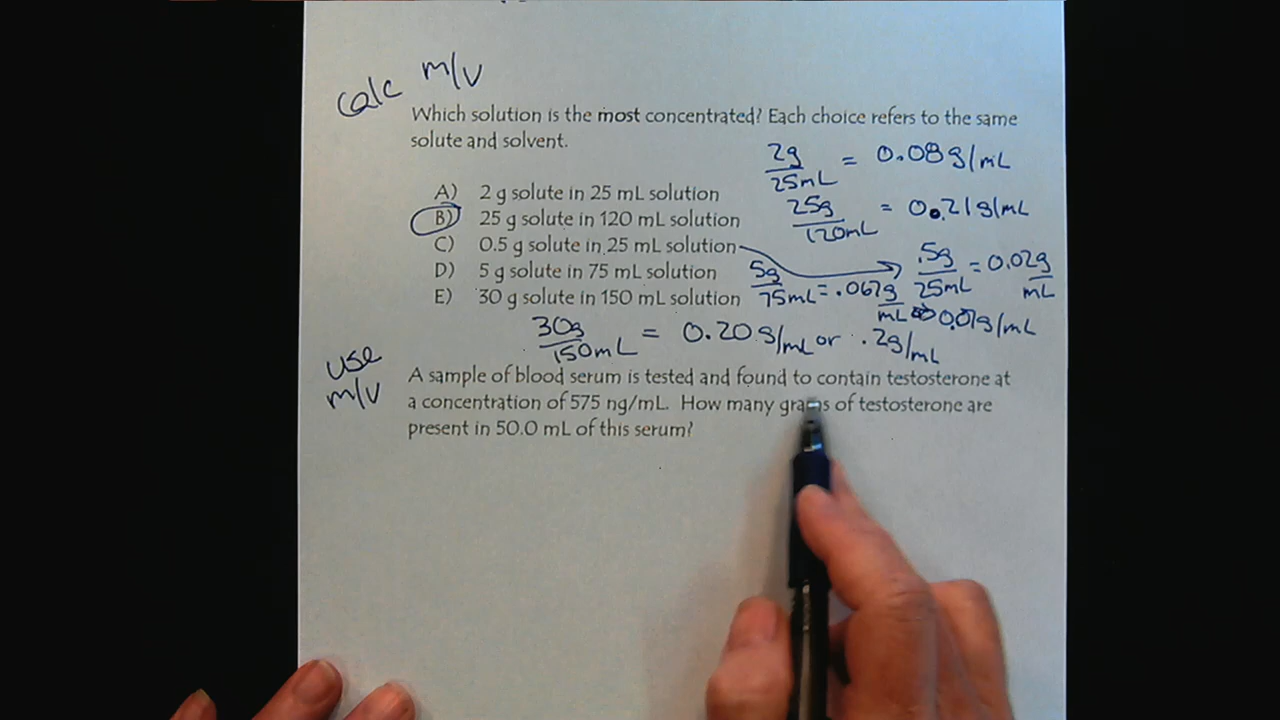 calc m/v
Which solution is the most concentrated? Each choice refers to the same
solute and solvent.
2g/25mL = 0.08 g/mL
A) 2 g solute in 25 mL solution
25g/120mL = 0.21g/mL
B) 25 g solute in 120 mL solution
C) 0.5 g solute in 25 mL solution
.5g/25mL = 0.02g/mL
D) 5 g solute in 75 mL solution
5g/75mL = .067g/mL
0.07g/mL
E) 30 g solute in 150 mL solution
30g/150mL = 0.20 g/mL or .2g/mL
use
m/v
A sample of blood serum is tested and found to contain testosterone at
a concentration of 575 ng/mL. How many grams of testosterone are
present in 50.0 mL of this serum?